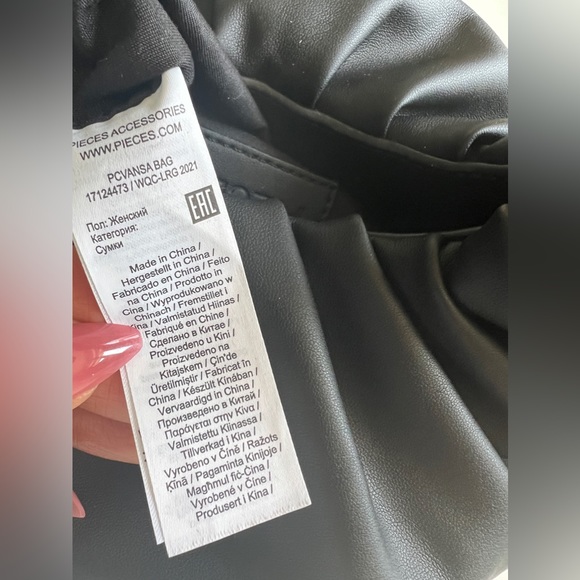 PIECES ACCESSORIES
WWW.PIECES.COM
PCVANSA BAG
17124473 / WQC-LRG 2021
Пол: Женский
Категория:
Сумки
EAC
Made in China /
Hergestellt in China /
Fabricado en China / Feito
na China / Prodotto in
Cina / Wyprodukowano w
Chinach / Fremstillet i
Kina / Valmistatud Hiinas /
Fabriqué en Chine /
Сделано в Китае /
Proizvedeno u Kini /
Proizvedeno na
Kitajskem / Çin'de
Üretilmiştir / Fabricat în
China / Készült Kínában /
Vervaardigd in China /
Произведено в Китай /
Παράγεται στην Κίνα /
Valmistettu Kiinassa /
Tillverkad i Kina /
Vyrobeno v Číně / Ražots
Ķīnā / Pagaminta Kinijoje /
Magħmul fiċ-Ċina /
Vyrobené v Číne /
Produsert i Kina /